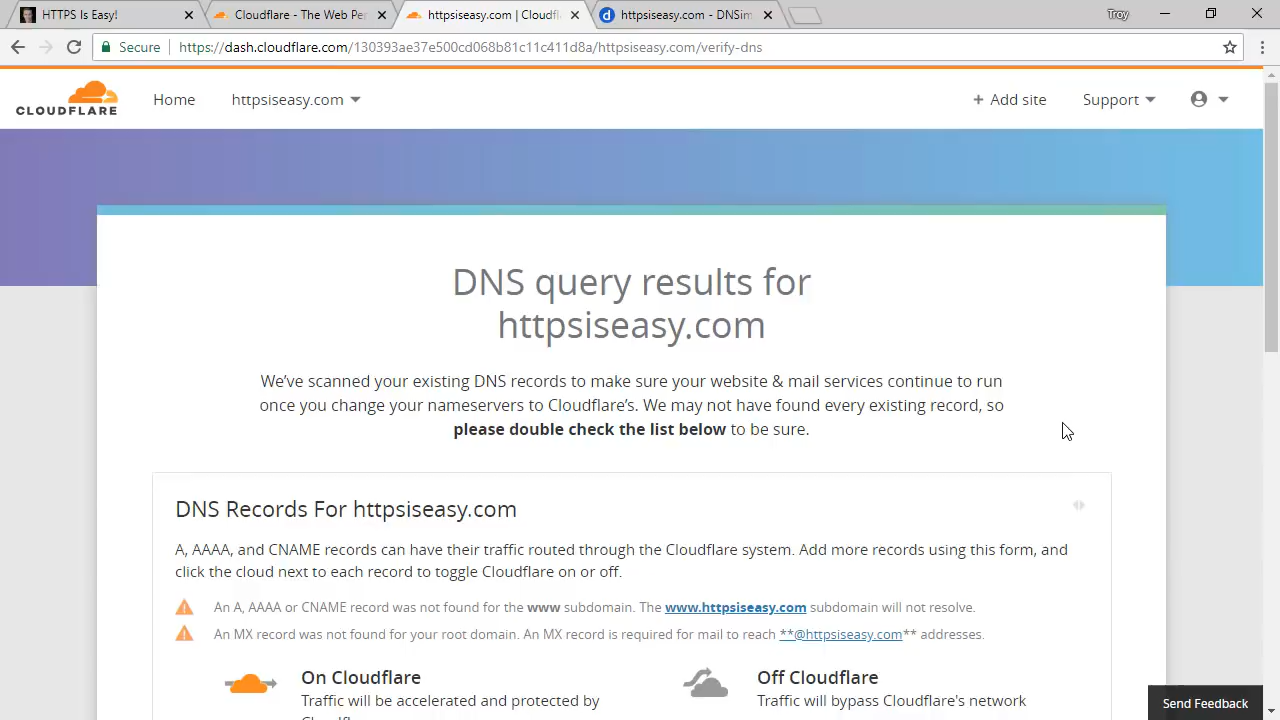 HTTPS Is Easy!
Cloudflare - The Web Per
httpsiseasy.com | Cloudfl
httpsiseasy.com - DNSim
Troy
Secure
https://dash.cloudflare.com/130393ae37e500cd068b81c11c411d8a/httpsiseasy.com/verify-dns
CLOUDFLARE
Home
httpsiseasy.com
+ Add site
Support
DNS query results for
httpsiseasy.com
We've scanned your existing DNS records to make sure your website & mail services continue to run
once you change your nameservers to Cloudflare's. We may not have found every existing record, so
please double check the list below to be sure.
DNS Records For httpsiseasy.com
A, AAAA, and CNAME records can have their traffic routed through the Cloudflare system. Add more records using this form, and
click the cloud next to each record to toggle Cloudflare on or off.
An A, AAAA or CNAME record was not found for the www subdomain. The www.httpsiseasy.com subdomain will not resolve.
An MX record was not found for your root domain. An MX record is required for mail to reach **@httpsiseasy.com** addresses.
On Cloudflare
Traffic will be accelerated and protected by
Off Cloudflare
Traffic will bypass Cloudflare's network
Send Feedback